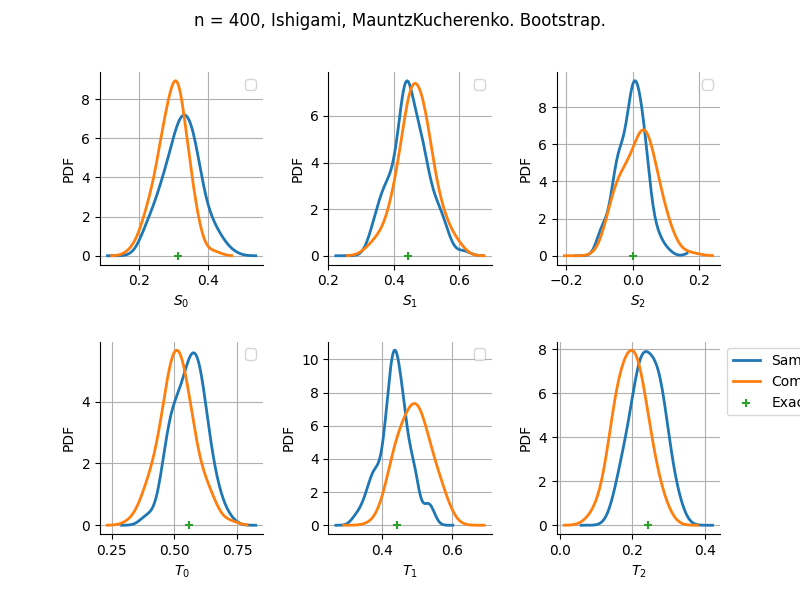 n = 400, Ishigami, MauntzKucherenko. Bootstrap.
PDF
8
6
4
2
0
0.2 0.4
S₀
PDF
6
4
2
0
0.2 0.4 0.6
S₁
PDF
8
6
4
2
0
−0.2 0.0 0.2
S₂
PDF
4
2
0
0.25 0.50 0.75
T₀
PDF
10
8
6
4
2
0
0.4 0.6
T₁
PDF
8
6
4
2
0
0.0 0.2 0.4
T₂
Sam
Com
Exac